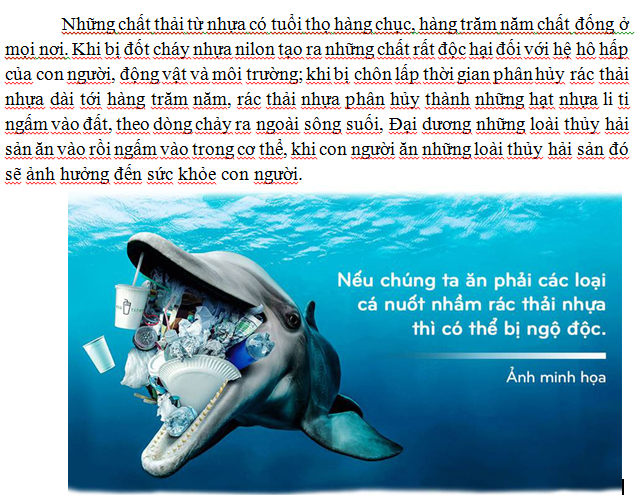 Những chất thải từ nhựa có tuổi thọ hàng chục, hàng trăm năm chất đống ở
mọi nơi. Khi bị đốt cháy nhựa nilon tạo ra những chất rất độc hại đối với hệ hô hấp
của con người, động vật và môi trường; khi bị chôn lấp thời gian phân hủy rác thải
nhựa dài tới hàng trăm năm, rác thải nhựa phân hủy thành những hạt nhựa li ti
ngấm vào đất, theo dòng chảy ra ngoài sông suối, Đại dương những loài thủy hải
sản ăn vào rồi ngấm vào trong cơ thể, khi con người ăn những loài thủy hải sản đó
sẽ ảnh hưởng đến sức khỏe con người.
Nếu chúng ta ăn phải các loại
cá nuốt nhầm rác thải nhựa
thì có thể bị ngộ độc.
Ảnh minh họa